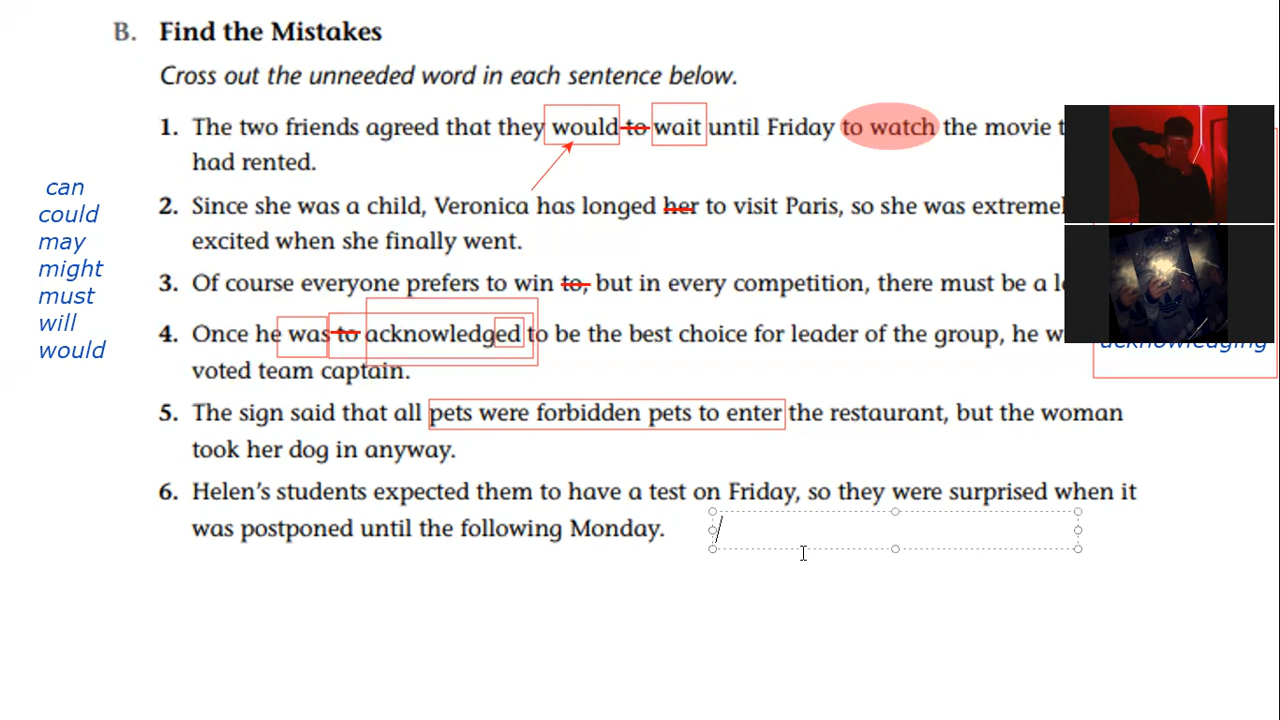 B. Find the Mistakes
Cross out the unneeded word in each sentence below.
1. The two friends agreed that they would to wait until Friday to watch the movie t
had rented.
can
could
may
might
must
will
would
2. Since she was a child, Veronica has longed her to visit Paris, so she was extremel
excited when she finally went.
3. Of course everyone prefers to win to, but in every competition, there must be a l
4. Once he was to acknowledged to be the best choice for leader of the group, he w
acknowledging
voted team captain.
5. The sign said that all pets were forbidden pets to enter the restaurant, but the woman
took her dog in anyway.
6. Helen's students expected them to have a test on Friday, so they were surprised when it
was postponed until the following Monday.
/